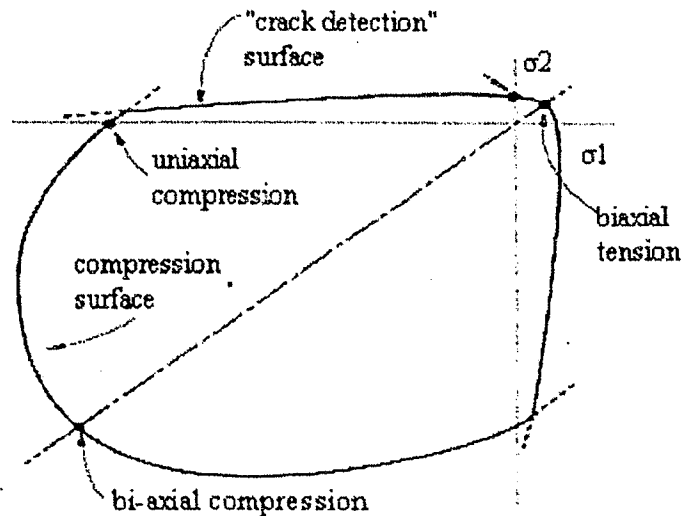 "crack detection"
surface
σ2
uniaxial
compression
σ1
biaxial
tension
compression
surface
bi-axial compression